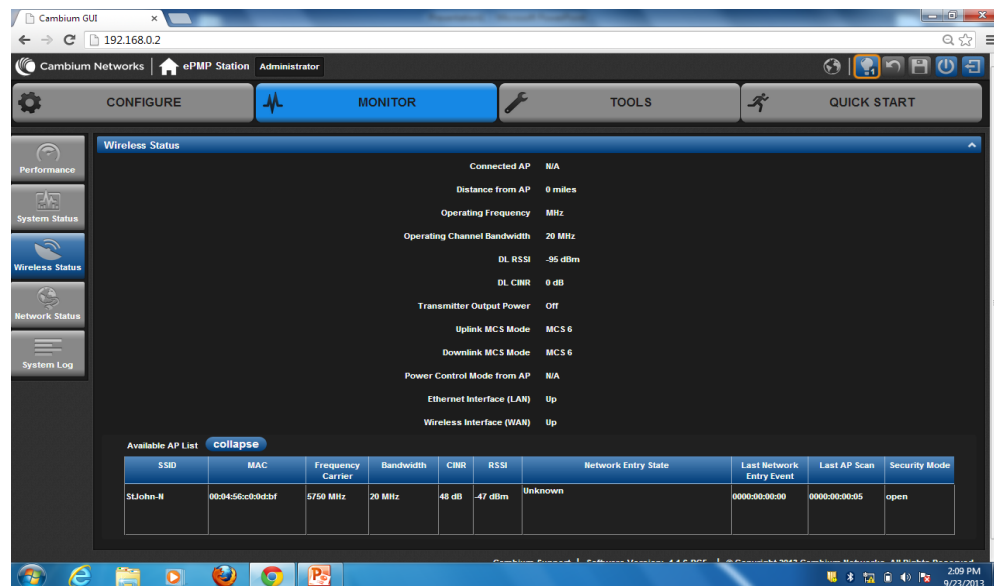 Cambium GUI
192.168.0.2
Cambium Networks | ePMP Station Administrator
1
CONFIGURE MONITOR TOOLS QUICK START
Performance
System Status
Wireless Status
Network Status
System Log
Wireless Status
Connected AP N/A
Distance from AP 0 miles
Operating Frequency MHz
Operating Channel Bandwidth 20 MHz
DL RSSI -95 dBm
DL CINR 0 dB
Transmitter Output Power Off
Uplink MCS Mode MCS 6
Downlink MCS Mode MCS 6
Power Control Mode from AP N/A
Ethernet Interface (LAN) Up
Wireless Interface (WAN) Up
Available AP List collapse
SSID MAC Frequency Carrier Bandwidth CINR RSSI Network Entry State Last Network Entry Event Last AP Scan Security Mode
StJohn-N 00:04:56:c0:0d:bf 5750 MHz 20 MHz 48 dB -47 dBm Unknown 0000:00:00:00 0000:00:00:05 open
2:09 PM
9/23/2013